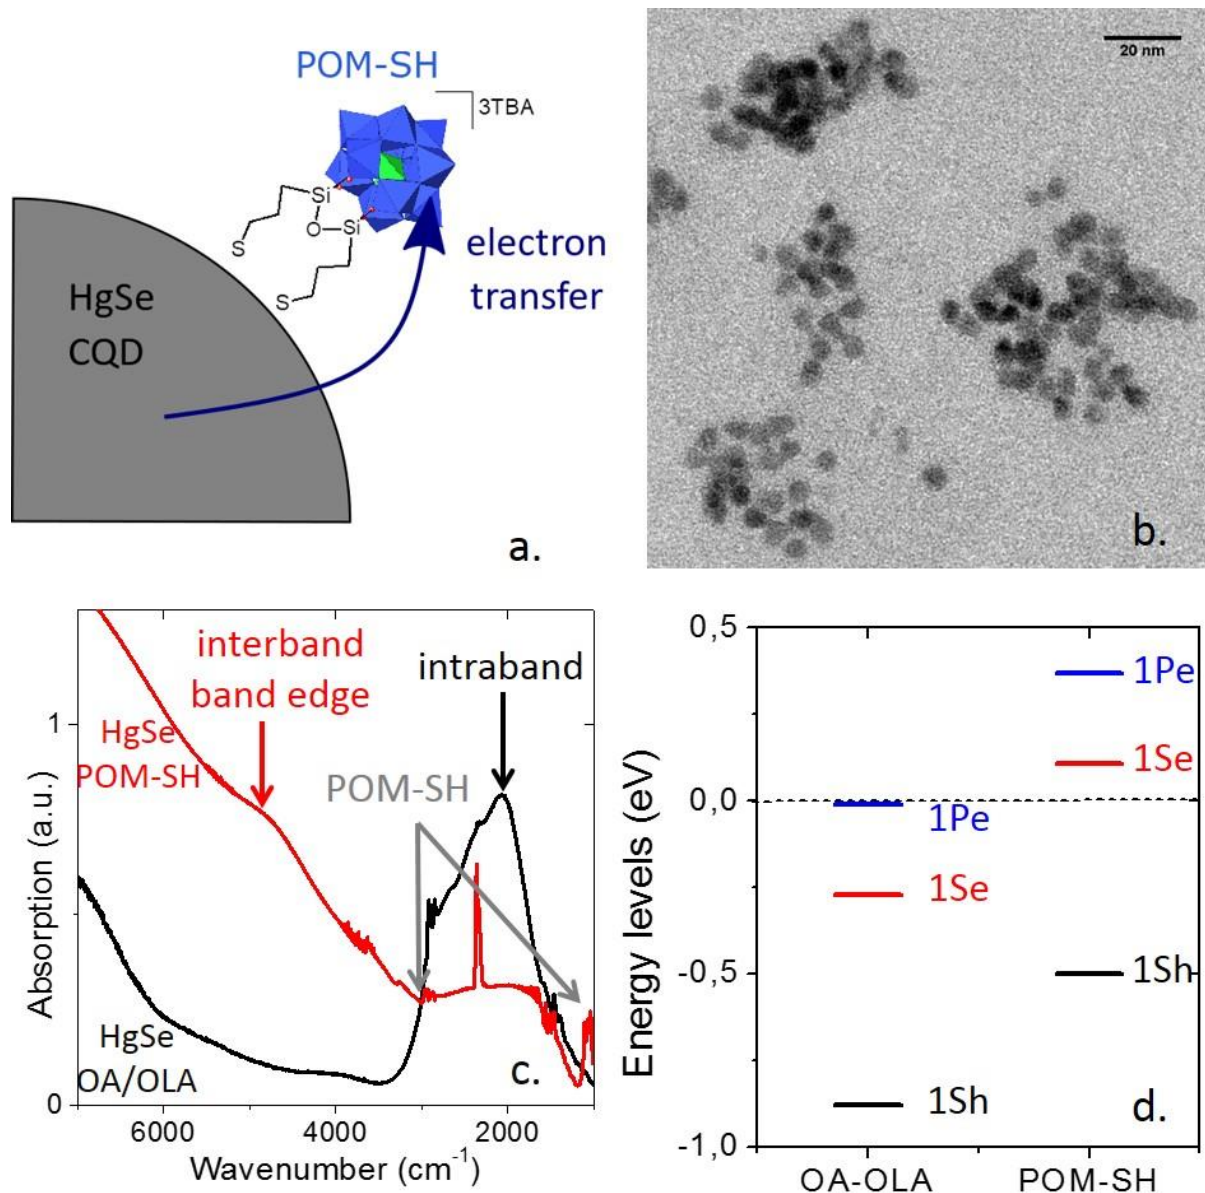 POM-SH
3TBA
Si
O
Si
S
S
electron
transfer
HgSe
CQD
a.
20 nm
b.
interband
band edge
intraband
HgSe
POM-SH
POM-SH
HgSe
OA/OLA
c.
1
0
6000
4000
2000
Absorption (a.u.)
Wavenumber (cm⁻¹)
0,5
0,0
-0,5
-1,0
Energy levels (eV)
1Pe
1Se
1Sh
1Pe
1Se
1Sh
d.
OA-OLA
POM-SH